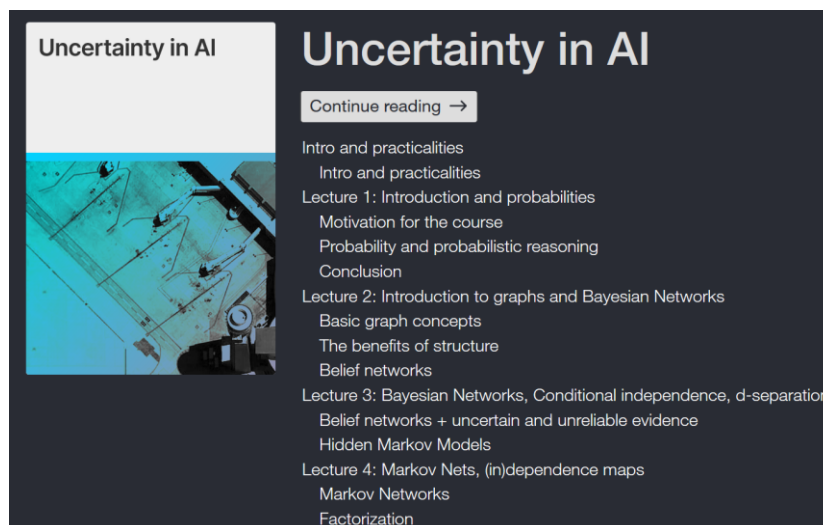 Uncertainty in AI
Uncertainty in AI
Continue reading →
Intro and practicalities
Intro and practicalities
Lecture 1: Introduction and probabilities
Motivation for the course
Probability and probabilistic reasoning
Conclusion
Lecture 2: Introduction to graphs and Bayesian Networks
Basic graph concepts
The benefits of structure
Belief networks
Lecture 3: Bayesian Networks, Conditional independence, d-separation
Belief networks + uncertain and unreliable evidence
Hidden Markov Models
Lecture 4: Markov Nets, (in)dependence maps
Markov Networks
Factorization